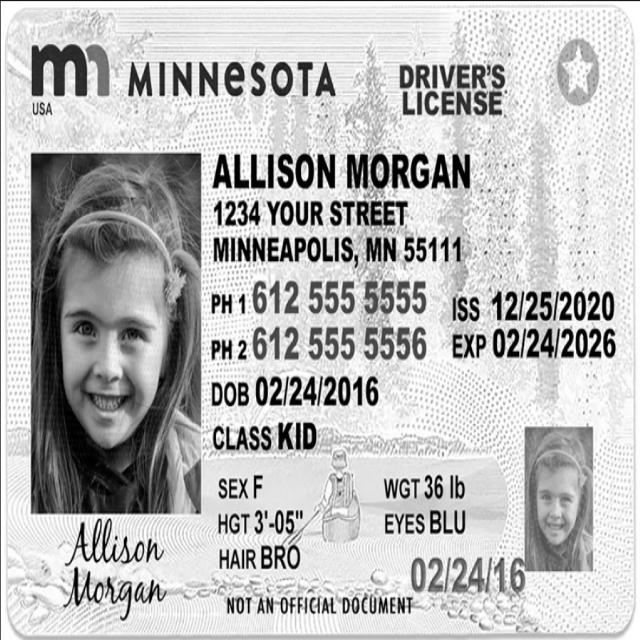 mn MINNESOTA
USA
DRIVER'S
LICENSE
ALLISON MORGAN
1234 YOUR STREET
MINNEAPOLIS, MN 55111
PH 1 612 555 5555
ISS 12/25/2020
PH 2 612 555 5556
EXP 02/24/2026
DOB 02/24/2016
CLASS KID
SEX F
WGT 36 lb
HGT 3'-05"
EYES BLU
HAIR BRO
02/24/16
Allison
Morgan
NOT AN OFFICIAL DOCUMENT